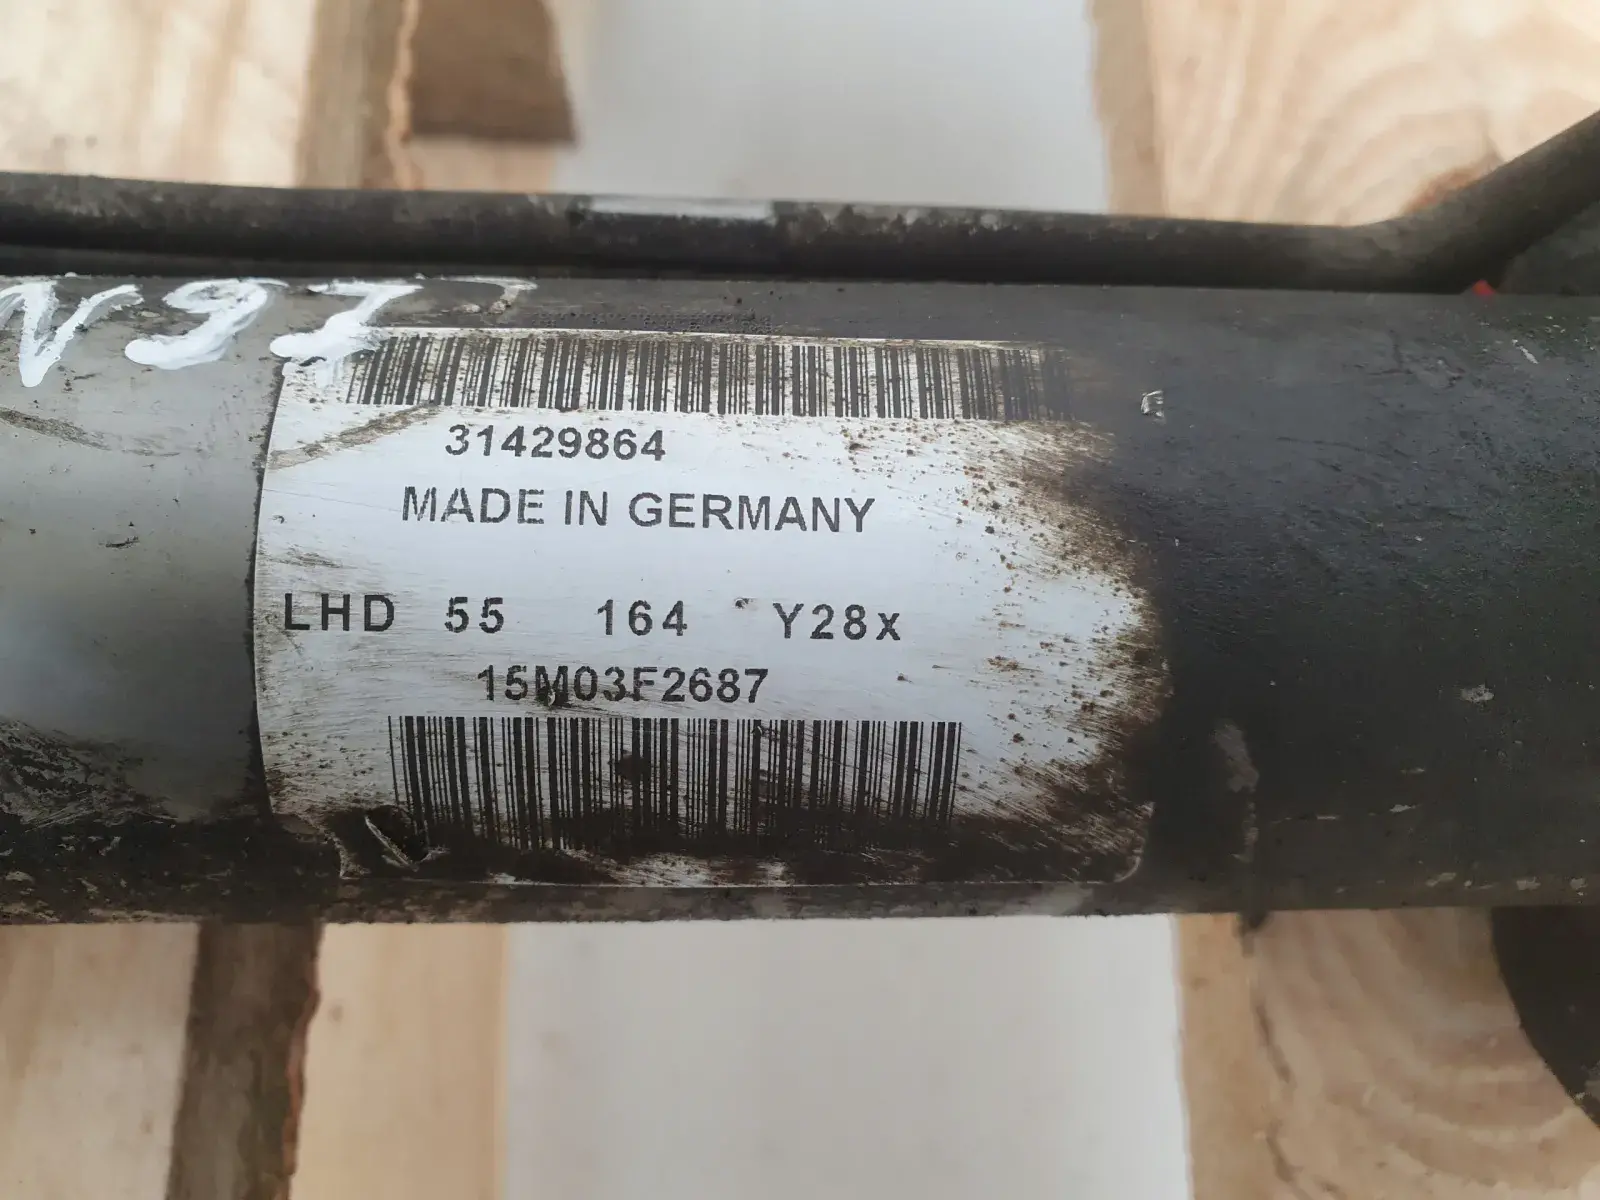 31429864
MADE IN GERMANY
LHD 55 164 Y28x
15M03F2687